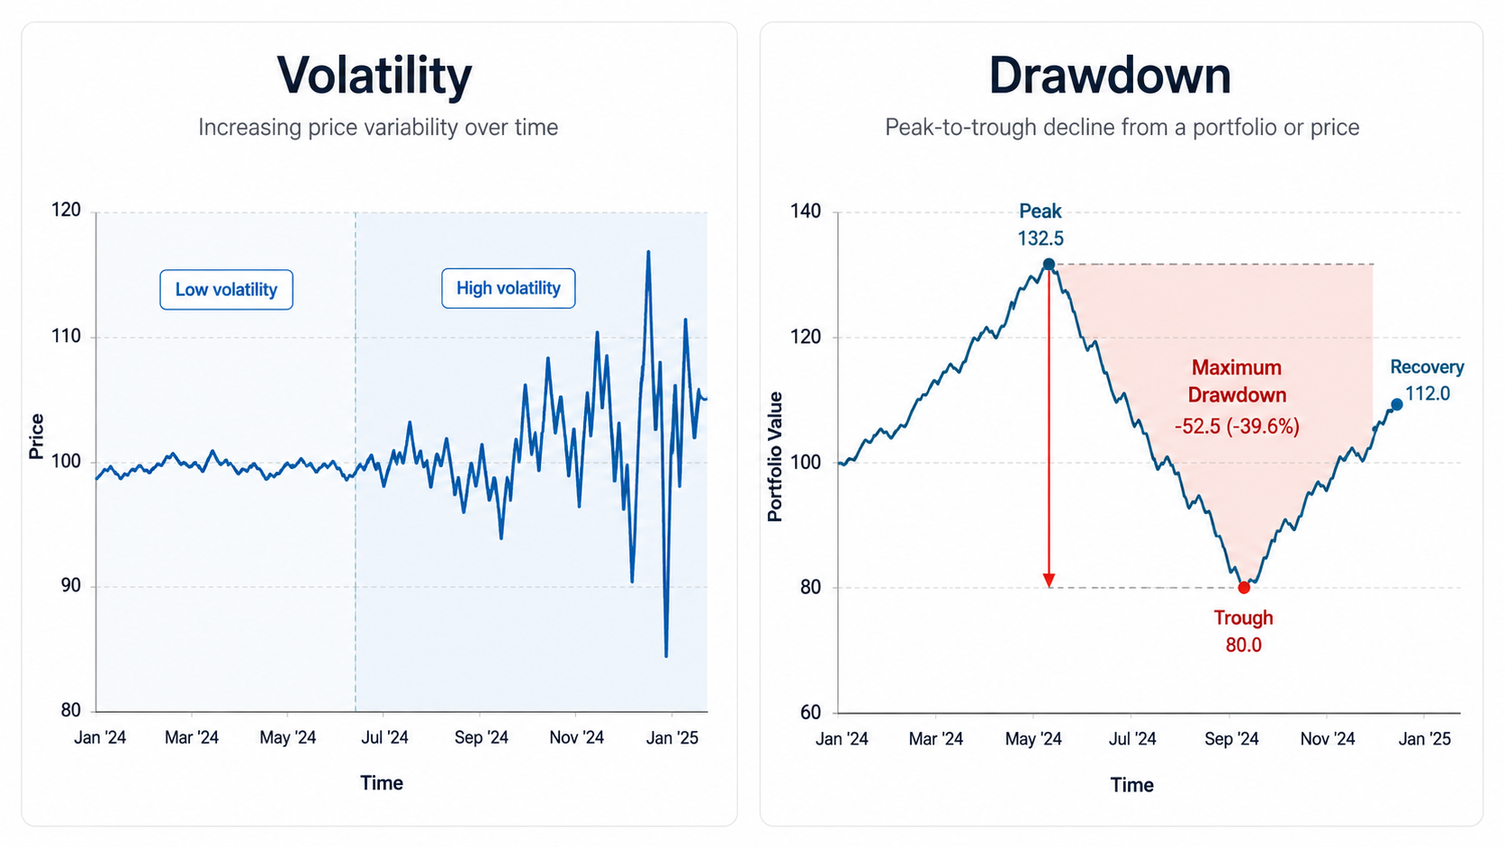 Volatility
Increasing price variability over time
120
110
100
90
80
Price
Low volatility
High volatility
Jan '24
Mar '24
May '24
Jul '24
Sep '24
Nov '24
Jan '25
Time
Drawdown
Peak-to-trough decline from a portfolio or price
140
120
100
80
60
Portfolio Value
Peak
132.5
Maximum
Drawdown
-52.5 (-39.6%)
Recovery
112.0
Trough
80.0
Jan '24
Mar '24
May '24
Jul '24
Sep '24
Nov '24
Jan '25
Time